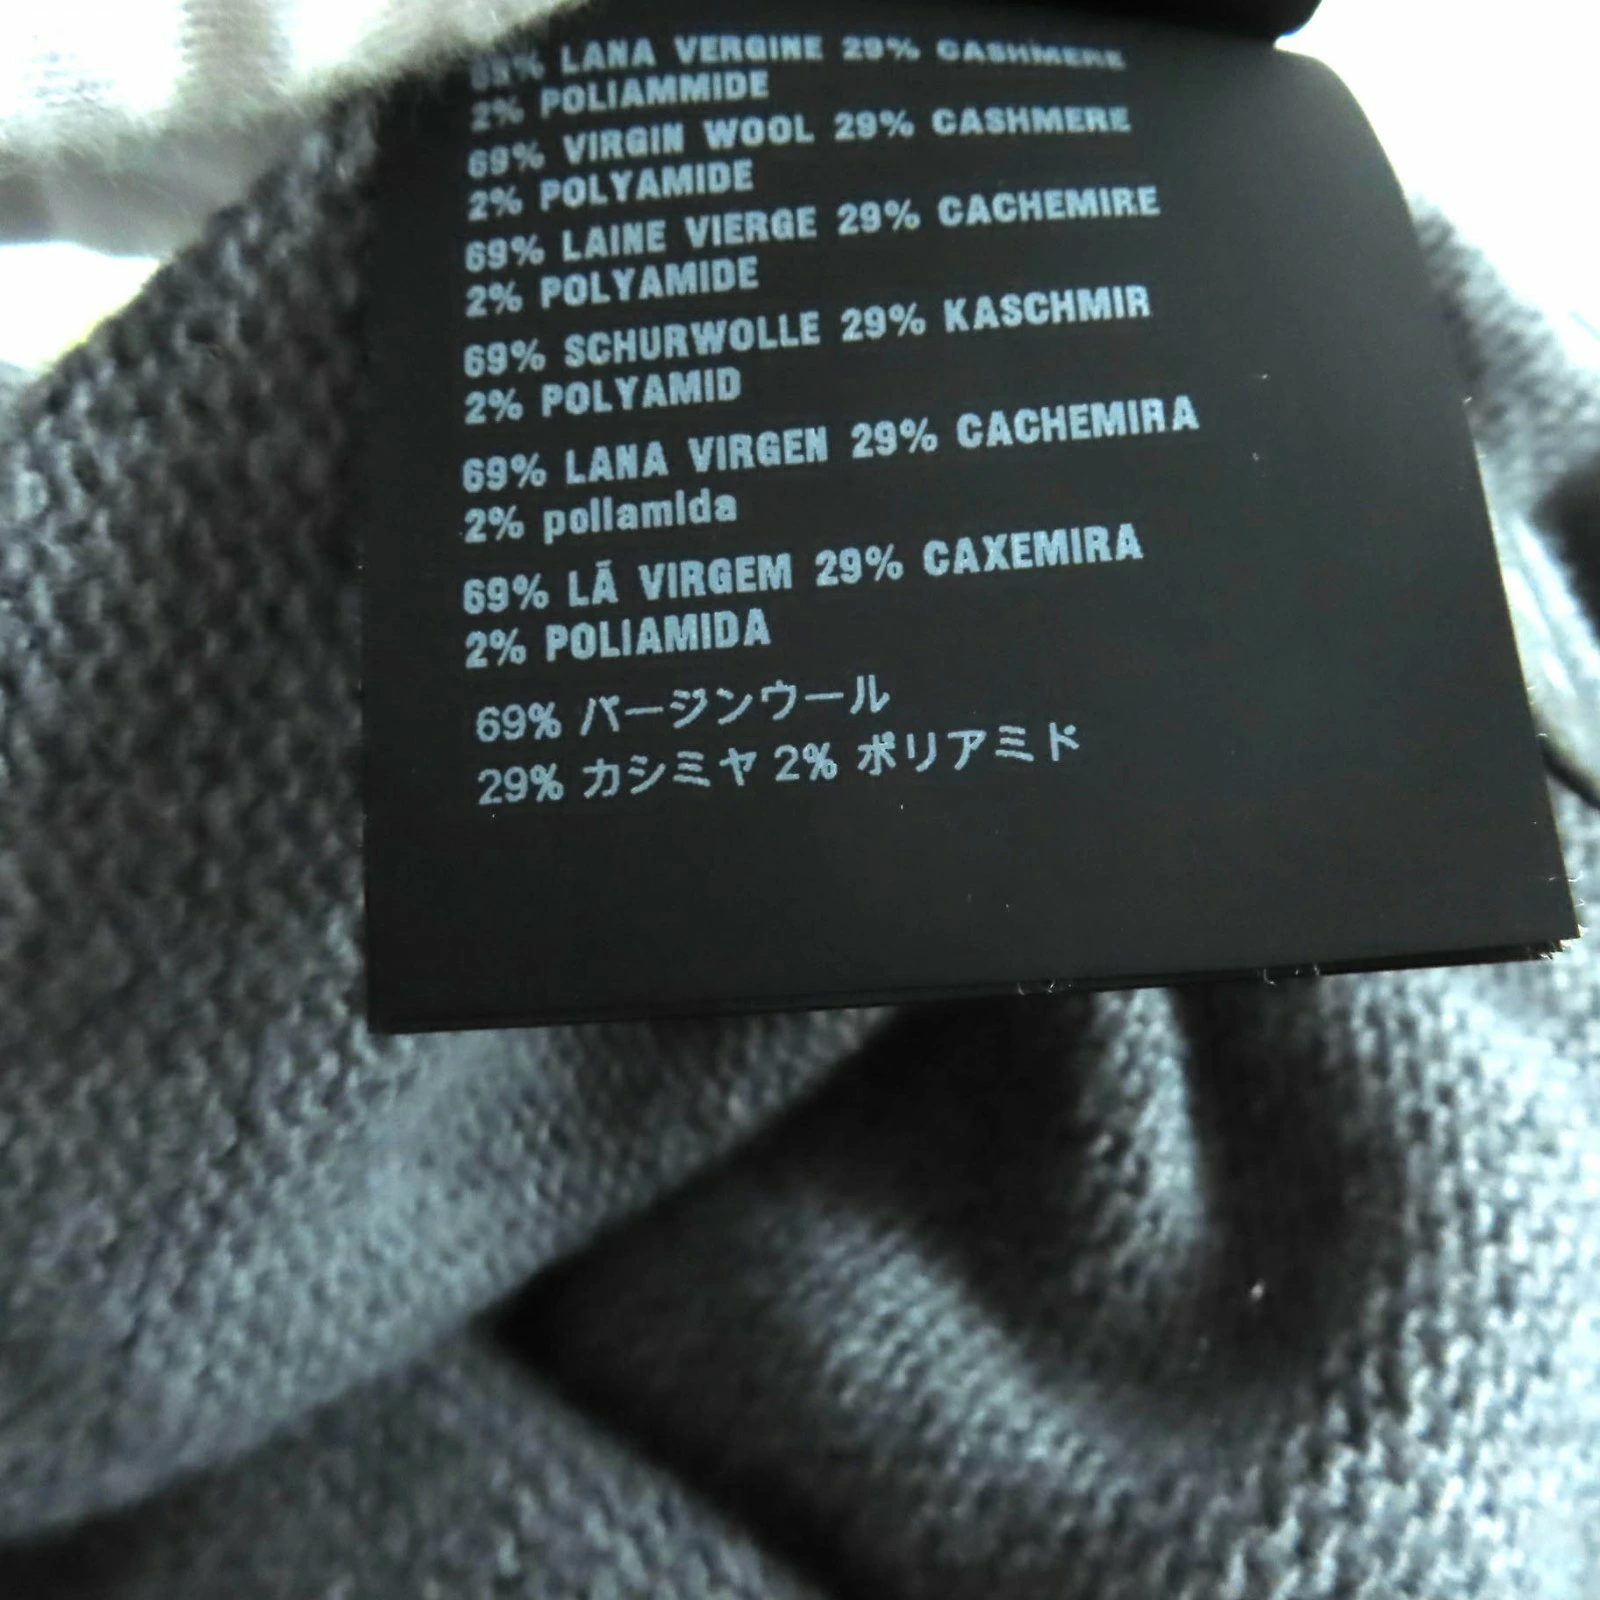 69% LANA VERGINE 29% CASHMERE
2% POLIAMMIDE
69% VIRGIN WOOL 29% CASHMERE
2% POLYAMIDE
69% LAINE VIERGE 29% CACHEMIRE
2% POLYAMIDE
69% SCHURWOLLE 29% KASCHMIR
2% POLYAMID
69% LANA VIRGEN 29% CACHEMIRA
2% poliamida
69% LÃ VIRGEM 29% CAXEMIRA
2% POLIAMIDA
69% バージンウール
29% カシミヤ 2% ポリアミド